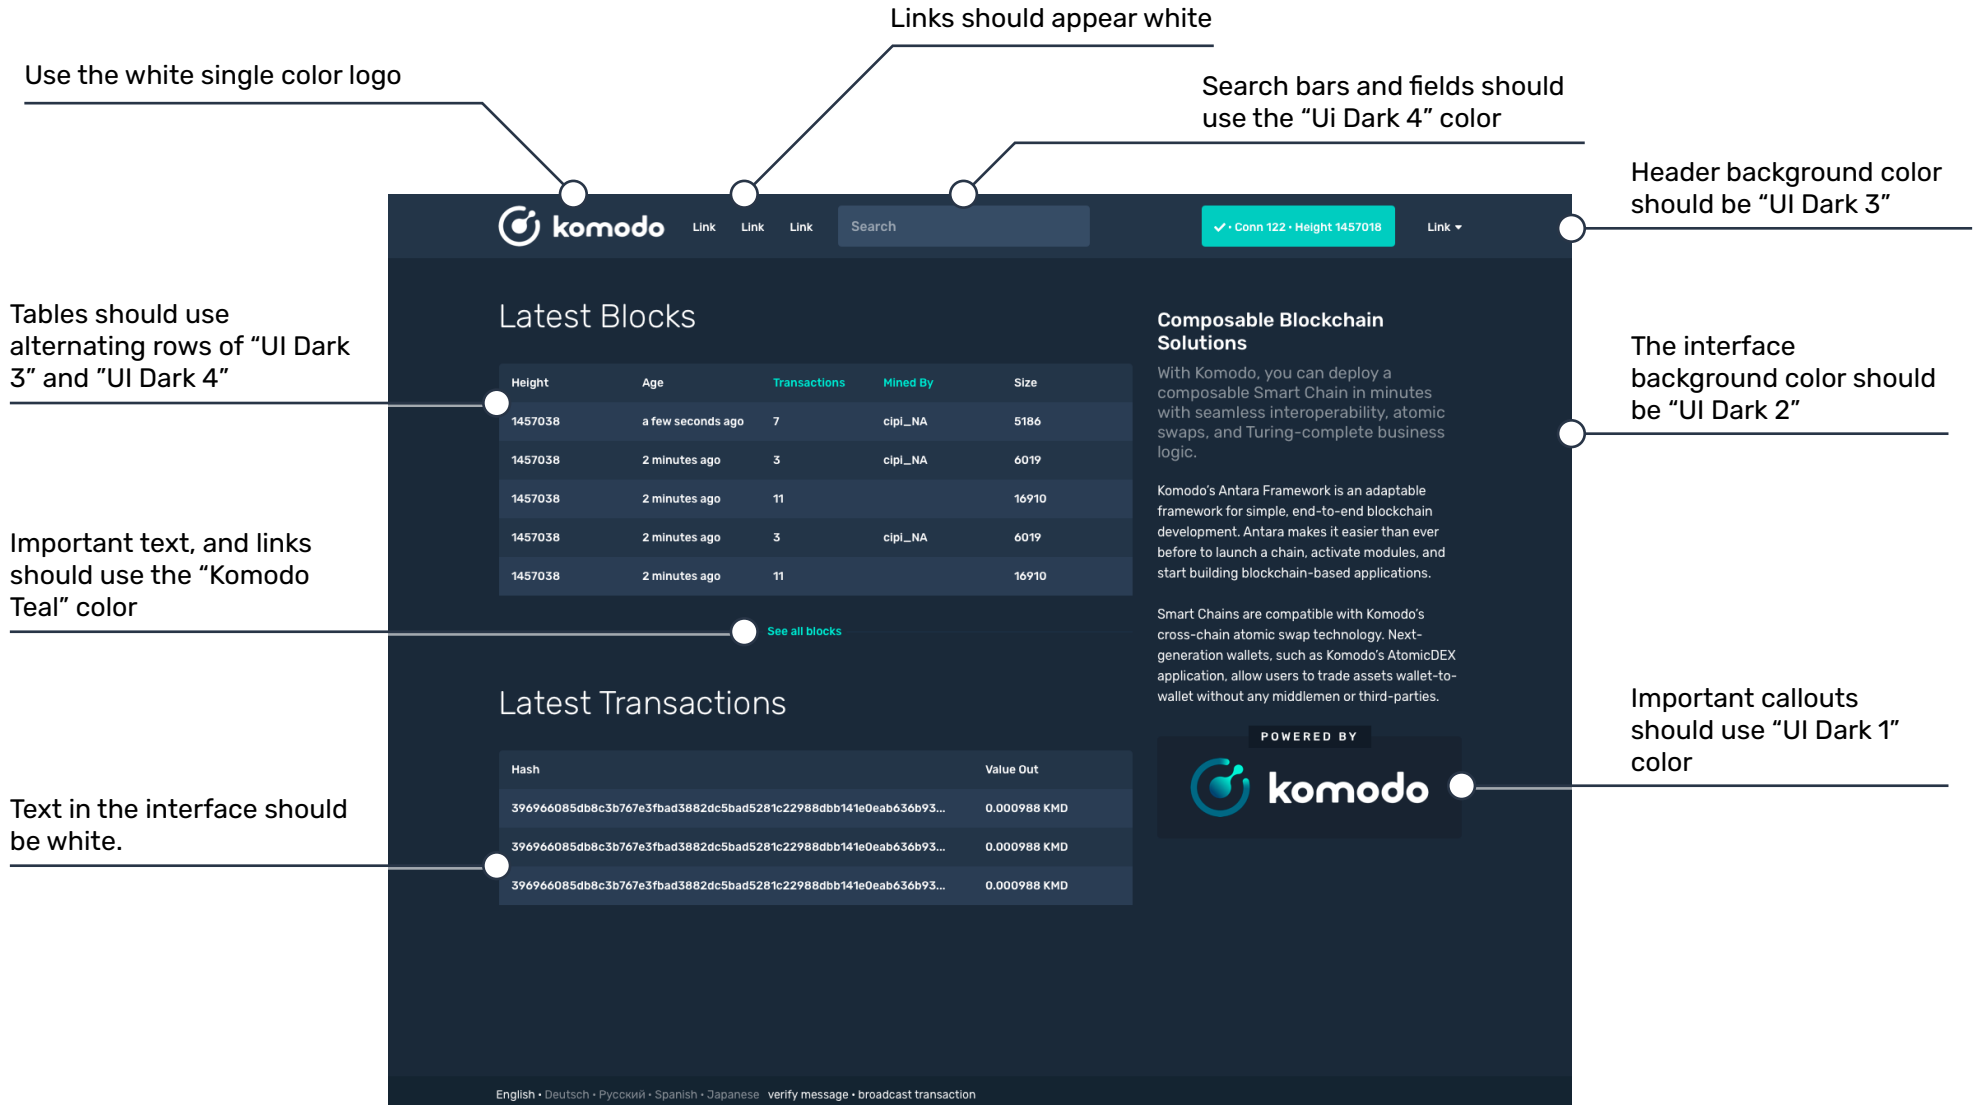 Links should appear white
Use the white single color logo
Search bars and fields should
use the “Ui Dark 4” color
Header background color
should be “UI Dark 3”
komodo
Link Link Link
Search
· Conn 122 · Height 1457018
Link
Tables should use
alternating rows of “UI Dark
3” and ”UI Dark 4”
Latest Blocks
Height Age Transactions Mined By Size
1457038 a few seconds ago 7 cipi_NA 5186
1457038 2 minutes ago 3 cipi_NA 6019
1457038 2 minutes ago 11 16910
1457038 2 minutes ago 3 cipi_NA 6019
1457038 2 minutes ago 11 16910
See all blocks
Composable Blockchain
Solutions
With Komodo, you can deploy a
composable Smart Chain in minutes
with seamless interoperability, atomic
swaps, and Turing-complete business
logic.
Komodo’s Antara Framework is an adaptable
framework for simple, end-to-end blockchain
development. Antara makes it easier than ever
before to launch a chain, activate modules, and
start building blockchain-based applications.
Smart Chains are compatible with Komodo’s
cross-chain atomic swap technology. Next-
generation wallets, such as Komodo’s AtomicDEX
application, allow users to trade assets wallet-to-
wallet without any middlemen or third-parties.
The interface
background color should
be “UI Dark 2”
Important text, and links
should use the “Komodo
Teal” color
Latest Transactions
Hash Value Out
396966085db8c3b767e3fbad3882dc5bad5281c22988dbb141e0eab636b93... 0.000988 KMD
396966085db8c3b767e3fbad3882dc5bad5281c22988dbb141e0eab636b93... 0.000988 KMD
396966085db8c3b767e3fbad3882dc5bad5281c22988dbb141e0eab636b93... 0.000988 KMD
POWERED BY
komodo
Important callouts
should use “UI Dark 1”
color
Text in the interface should
be white.
English · Deutsch · Русский · Spanish · Japanese verify message · broadcast transaction